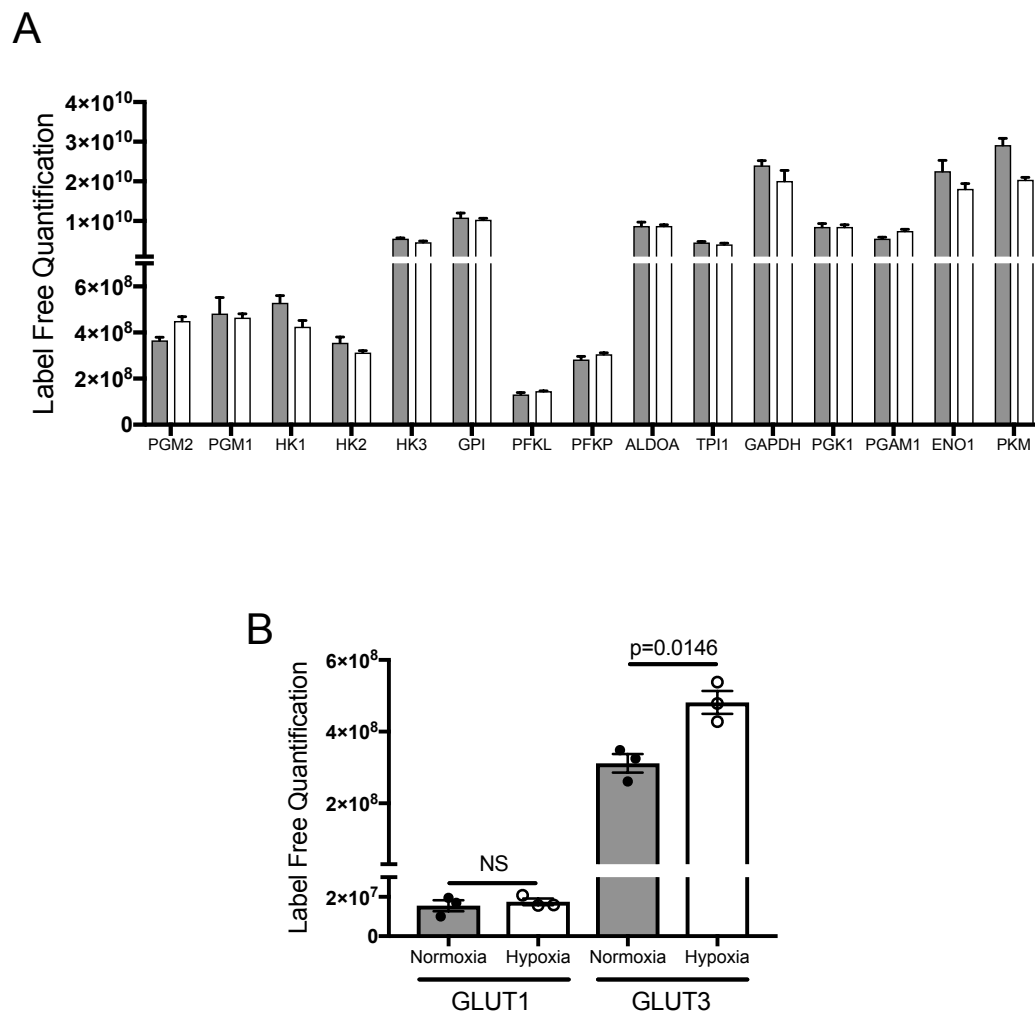 A
Label Free Quantification
4×10¹⁰
3×10¹⁰
2×10¹⁰
1×10¹⁰
6×10⁸
4×10⁸
2×10⁸
0
PGM2 PGM1 HK1 HK2 HK3 GPI PFKL PFKP ALDOA TPI1 GAPDH PGK1 PGAM1 ENO1 PKM
B
Label Free Quantification
6×10⁸
4×10⁸
2×10⁸
2×10⁷
0
p=0.0146
NS
Normoxia Hypoxia Normoxia Hypoxia
GLUT1 GLUT3